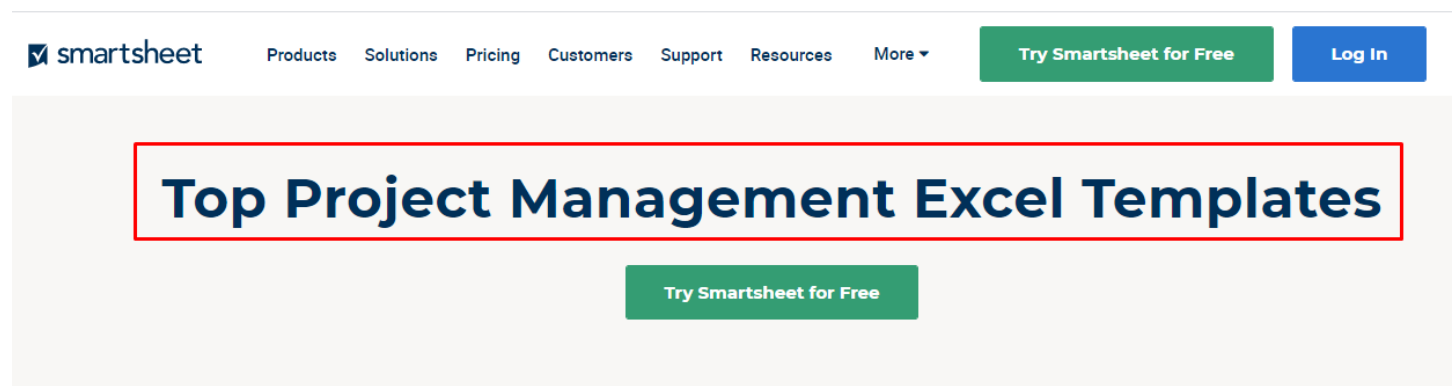 smartsheet Products Solutions Pricing Customers Support Resources More Try Smartsheet for Free Log In
Top Project Management Excel Templates
Try Smartsheet for Free